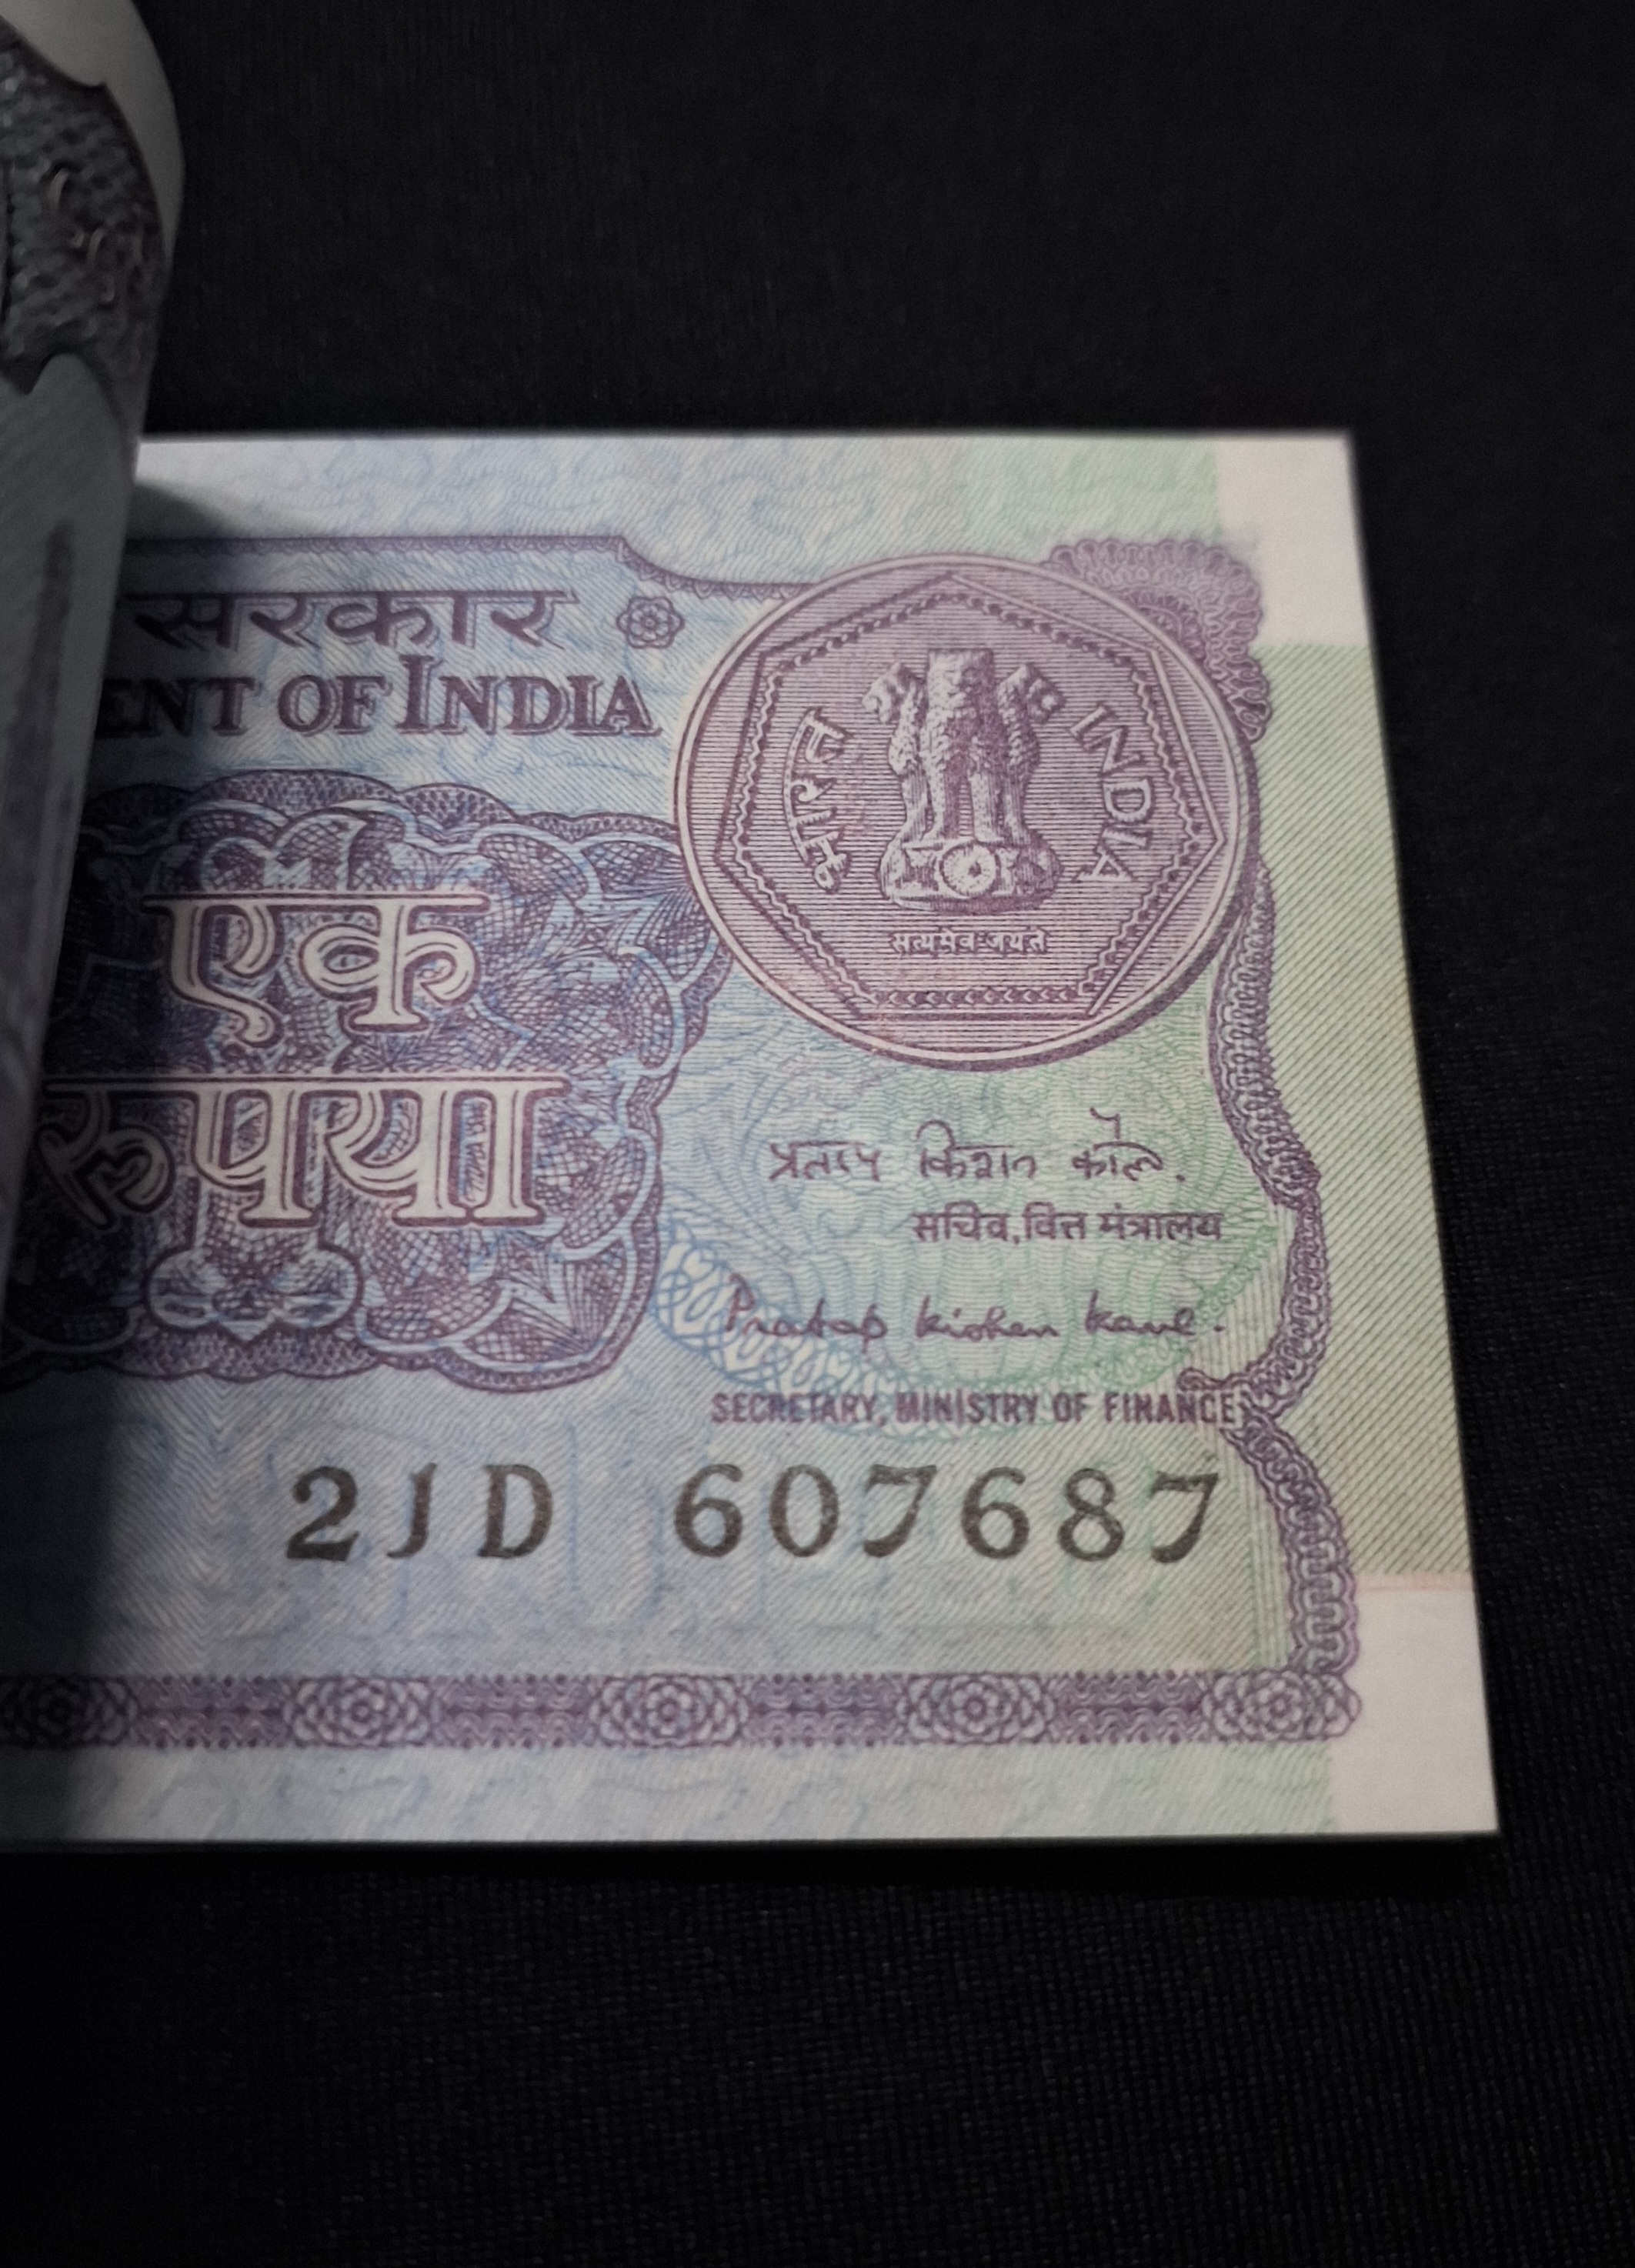 सरकार
ENT OF INDIA
भारत
INDIA
सत्यमेव जयते
एक
रुपया
प्रताप किशन कौल.
सचिव, वित्त मंत्रालय
Pratap Kishen Kaul.
SECRETARY, MINISTRY OF FINANCE
21D 607687